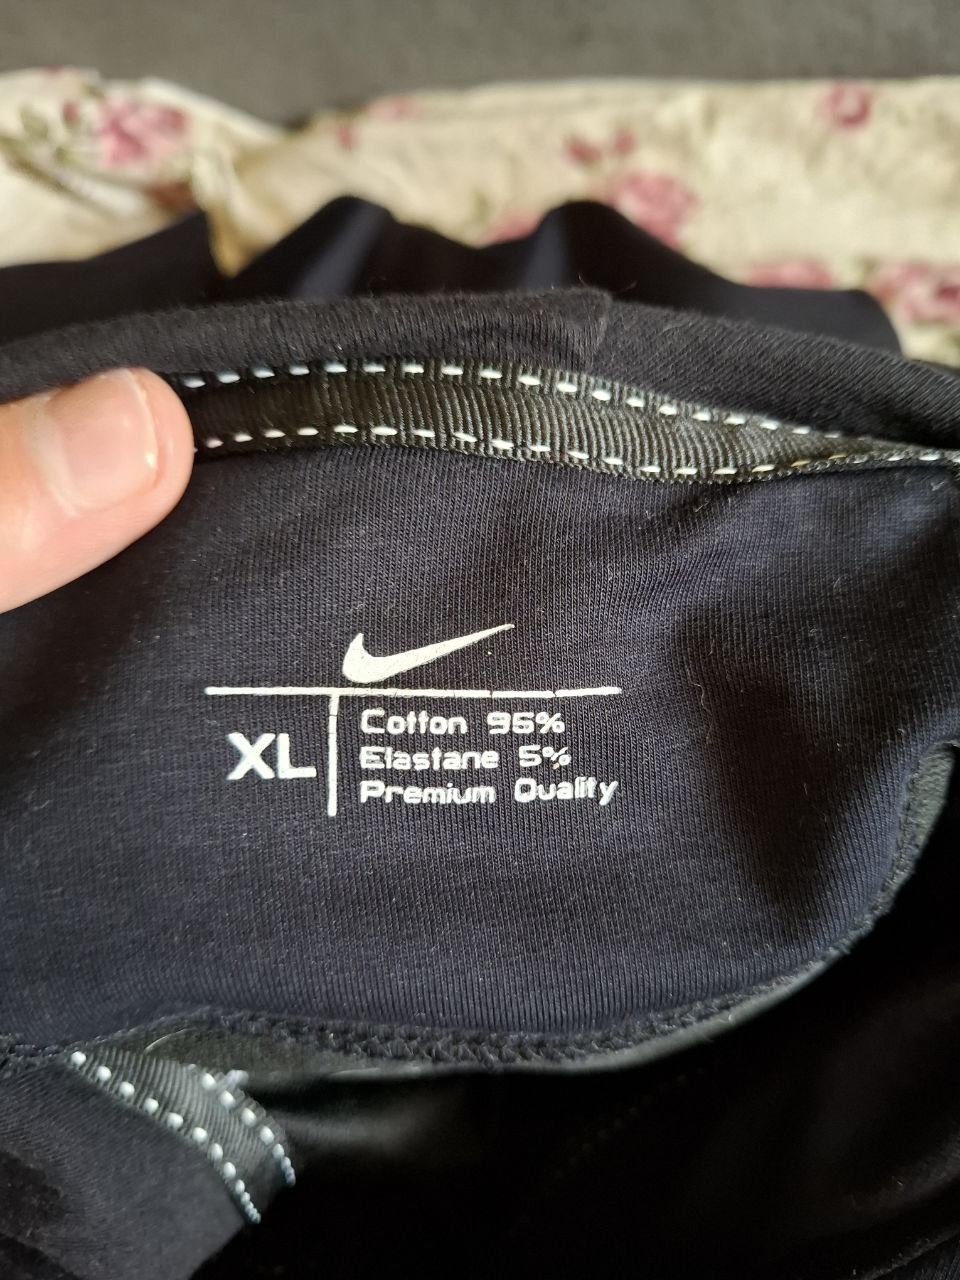 XL
Cotton 95%
Elastane 5%
Premium Quality